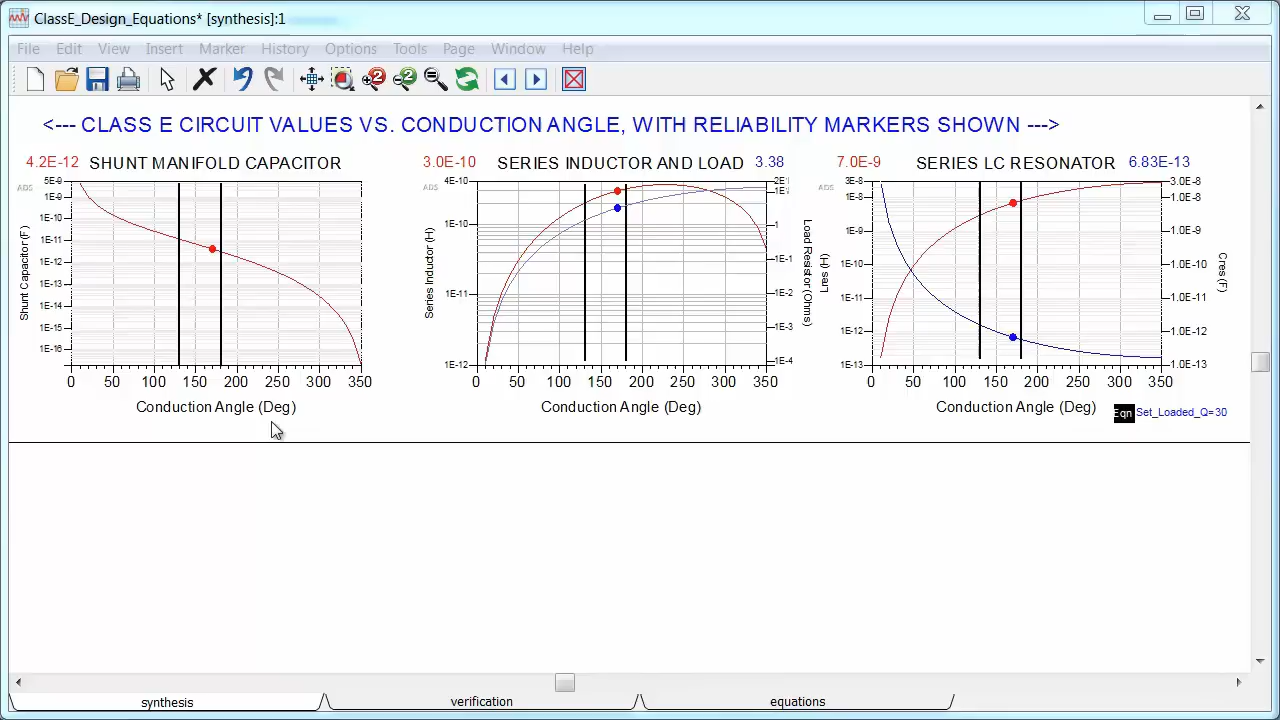 ClassE_Design_Equations* [synthesis]:1
File Edit View Insert Marker History Options Tools Page Window Help
<--- CLASS E CIRCUIT VALUES VS. CONDUCTION ANGLE, WITH RELIABILITY MARKERS SHOWN --->
4.2E-12 SHUNT MANIFOLD CAPACITOR
ADS
5E-9
1E-9
1E-10
1E-11
1E-12
1E-13
1E-14
1E-15
1E-16
Shunt Capacitor(F)
0 50 100 150 200 250 300 350
Conduction Angle (Deg)
3.0E-10 SERIES INDUCTOR AND LOAD 3.38
ADS
4E-10
1E-10
1E-11
1E-12
Series Inductor (H)
2E1
1E1
1
1E-1
1E-2
1E-3
1E-4
Load Resistor (Ohms)
0 50 100 150 200 250 300 350
Conduction Angle (Deg)
7.0E-9 SERIES LC RESONATOR 6.83E-13
ADS
3E-8
1E-8
1E-9
1E-10
1E-11
1E-12
1E-13
(H)
3.0E-8
1.0E-8
1.0E-9
1.0E-10
1.0E-11
1.0E-12
1.0E-13
Cres (F)
0 50 100 150 200 250 300 350
Conduction Angle (Deg)
Eqn Set_Loaded_Q=30
synthesis verification equations